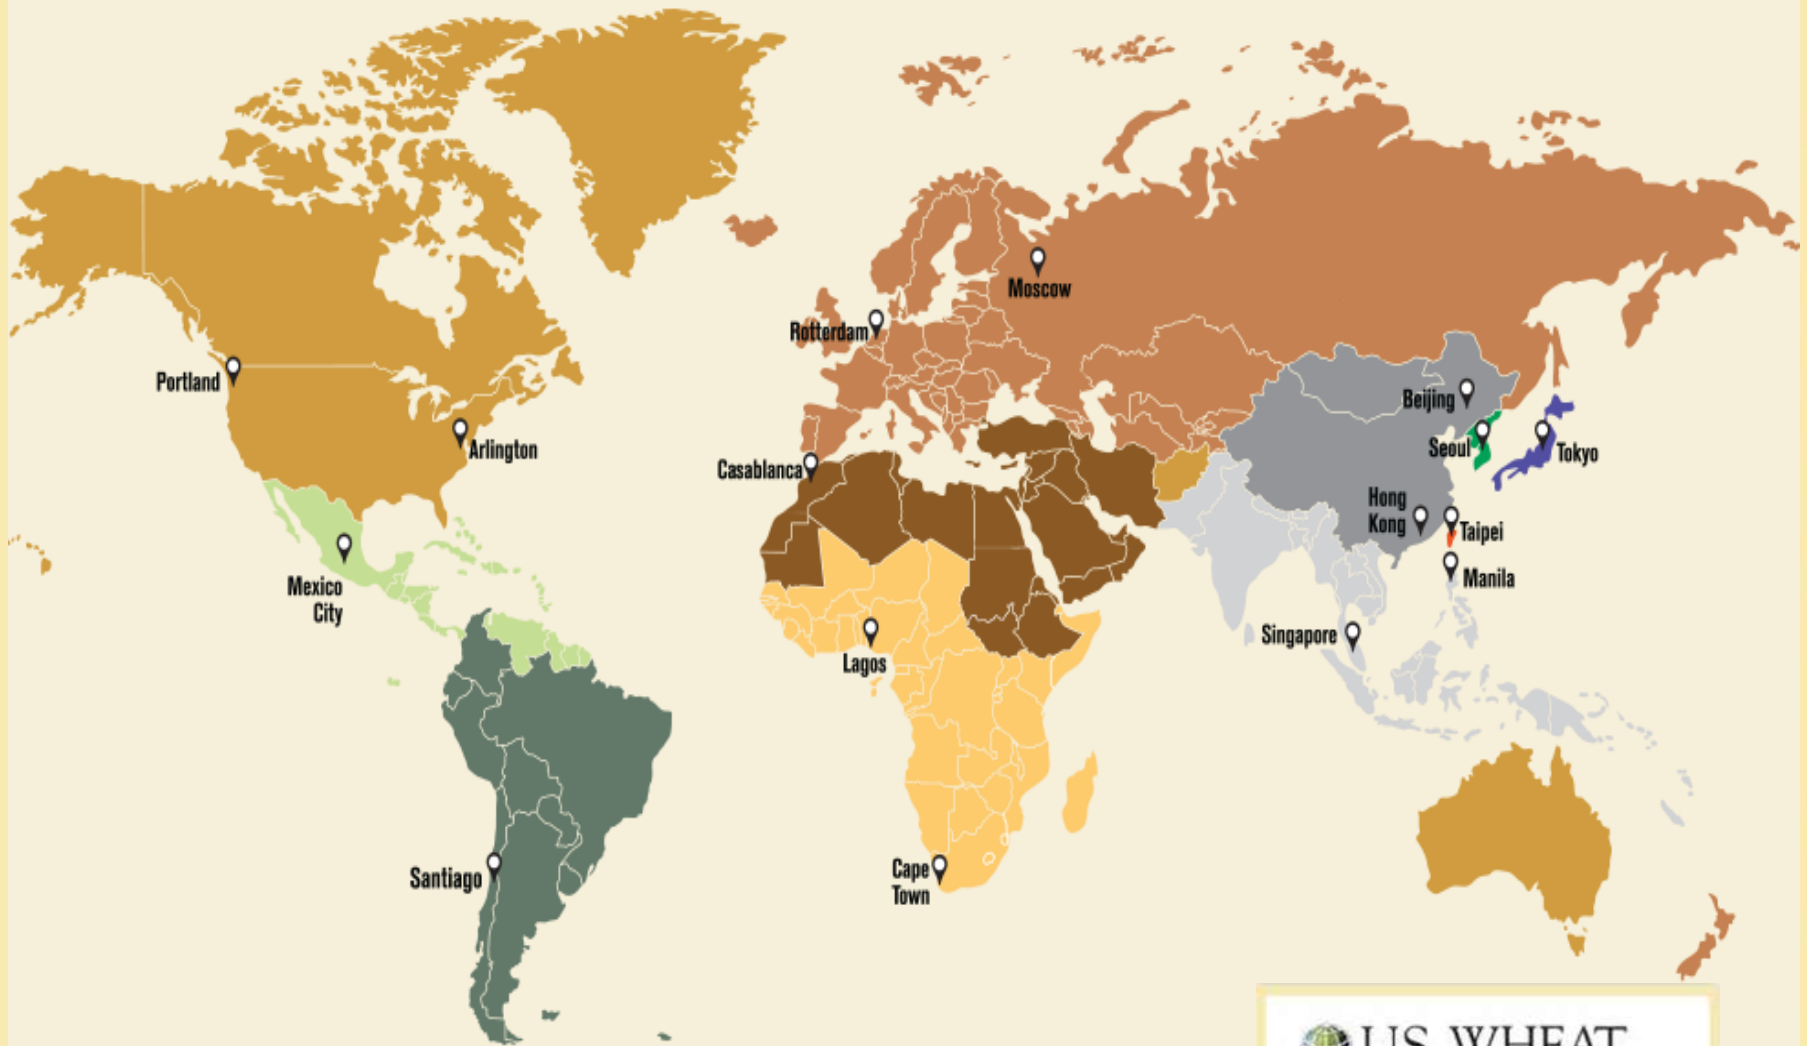 Moscow
Rotterdam
Portland
Beijing
Arlington
Seoul
Tokyo
Casablanca
Hong
Kong
Taipei
Mexico
City
Manila
Singapore
Lagos
Santiago
Cape
Town
US WHEAT